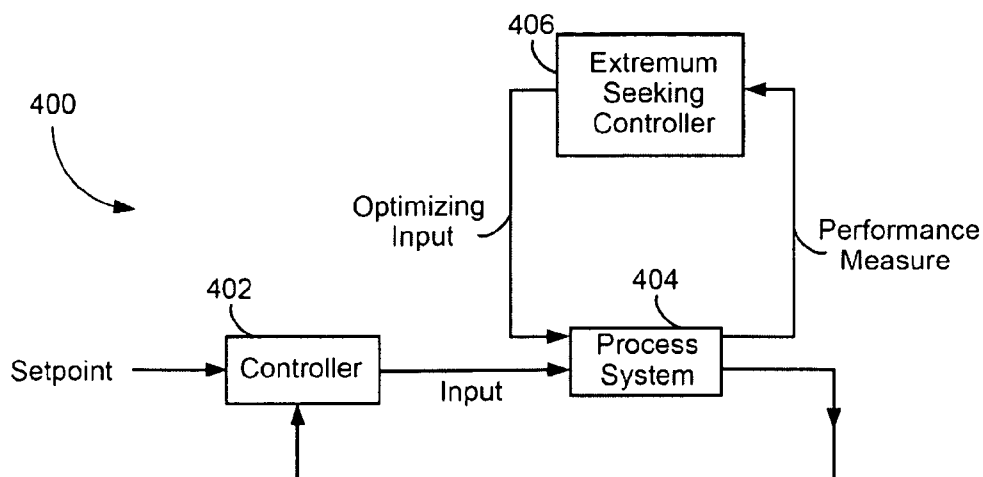 406
Extremum
Seeking
Controller
400
Optimizing
Input
Performance
Measure
402
404
Setpoint
Controller
Input
Process
System